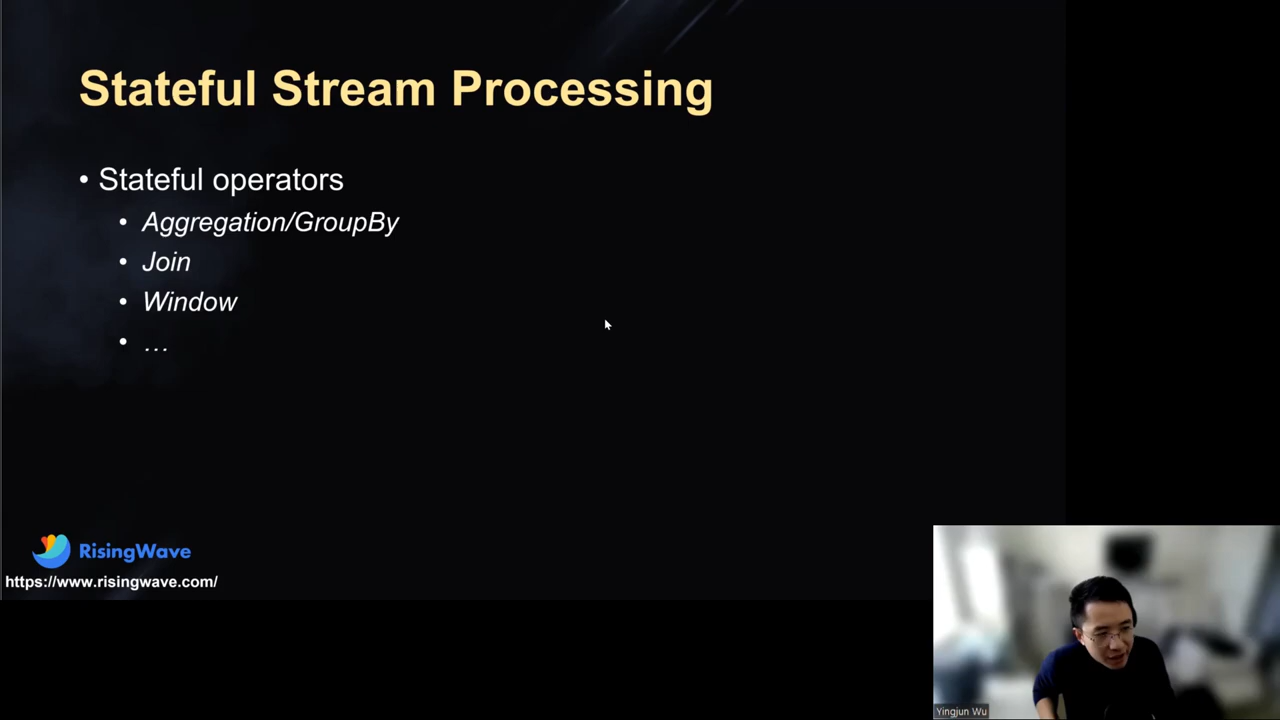 Stateful Stream Processing
• Stateful operators
• Aggregation/GroupBy
• Join
• Window
• …
RisingWave
https://www.risingwave.com/
Yingjun Wu